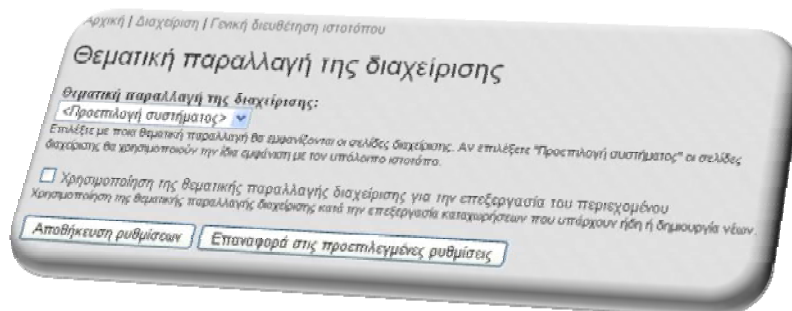 Αρχική | Διαχείριση | Γενική διευθέτηση ιστοτόπου
Θεματική παραλλαγή της διαχείρισης
Θεματική παραλλαγή της διαχείρισης:
<Προεπιλογή συστήματος>
Επιλέξτε με ποια θεματική παραλλαγή θα εμφανίζονται οι σελίδες διαχείρισης. Αν επιλέξετε "Προεπιλογή συστήματος" οι σελίδες
διαχείρισης θα χρησιμοποιούν την ίδια εμφάνιση με τον υπόλοιπο ιστοτόπο.
Χρησιμοποίηση της θεματικής παραλλαγής διαχείρισης για την επεξεργασία του περιεχομένου
Χρησιμοποίηση της θεματικής παραλλαγής διαχείρισης κατά την επεξεργασία καταχωρήσεων που υπάρχουν ήδη ή δημιουργία νέων.
Αποθήκευση ρυθμίσεων Επαναφορά στις προεπιλεγμένες ρυθμίσεις